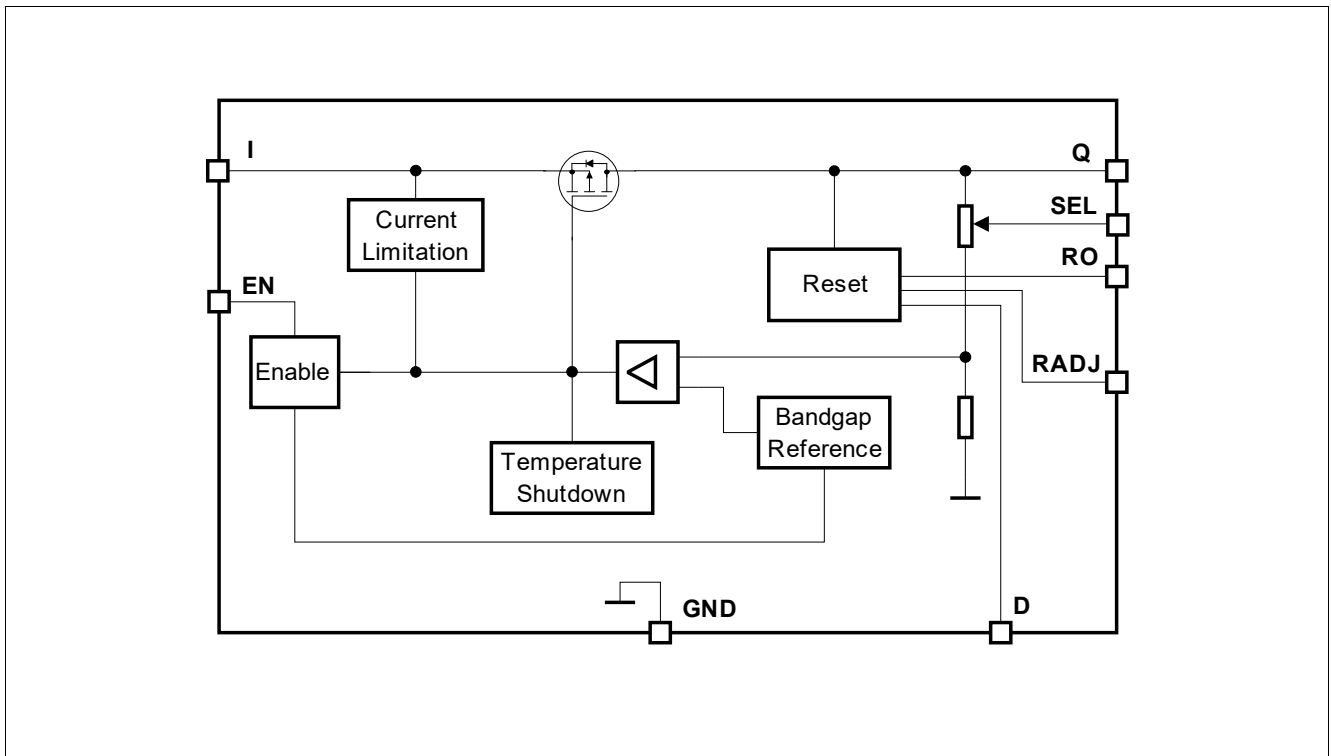 I
Q
SEL
Current
Limitation
RO
Reset
EN
Enable
RADJ
Bandgap
Reference
Temperature
Shutdown
GND
D